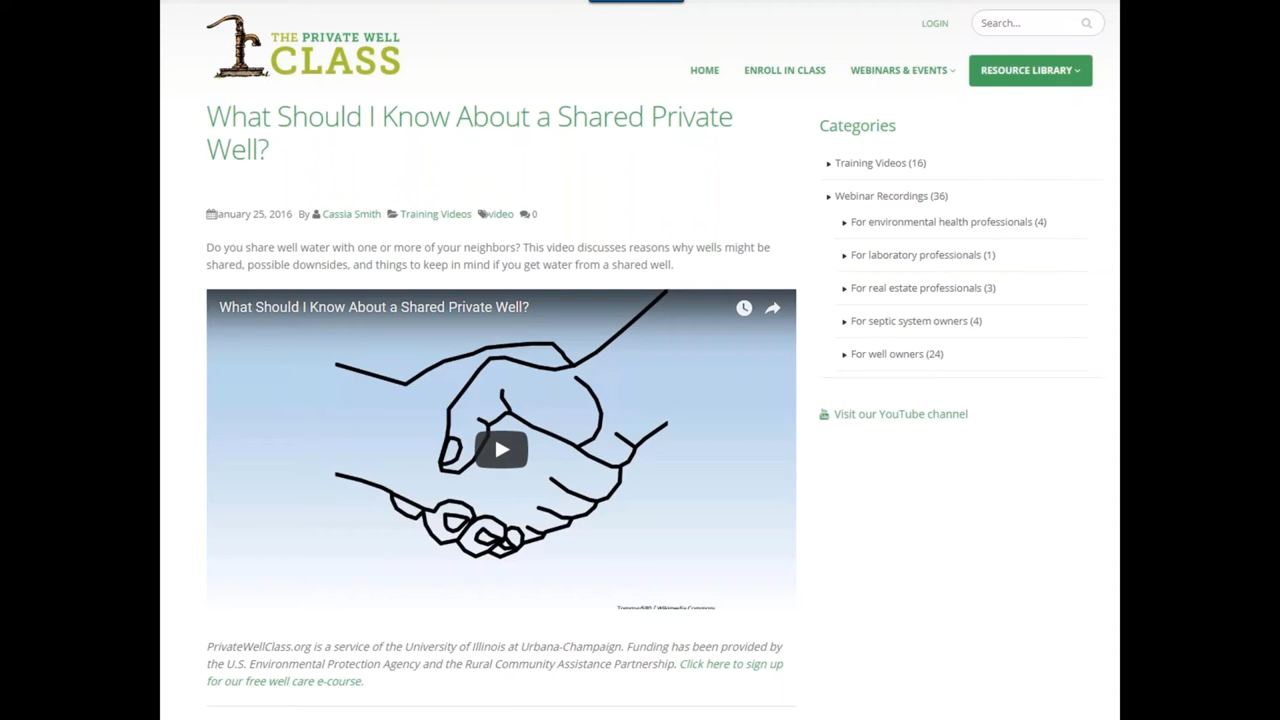 THE PRIVATE WELL
CLASS
LOGIN
Search...
HOME
ENROLL IN CLASS
WEBINARS & EVENTS
RESOURCE LIBRARY
What Should I Know About a Shared Private
Well?
anuary 25, 2016 By Cassia Smith Training Videos video 0
Do you share well water with one or more of your neighbors? This video discusses reasons why wells might be
shared, possible downsides, and things to keep in mind if you get water from a shared well.
What Should I Know About a Shared Private Well?
PrivateWellClass.org is a service of the University of Illinois at Urbana-Champaign. Funding has been provided by
the U.S. Environmental Protection Agency and the Rural Community Assistance Partnership. Click here to sign up
for our free well care e-course.
Categories
Training Videos (16)
Webinar Recordings (36)
For environmental health professionals (4)
For laboratory professionals (1)
For real estate professionals (3)
For septic system owners (4)
For well owners (24)
Visit our YouTube channel